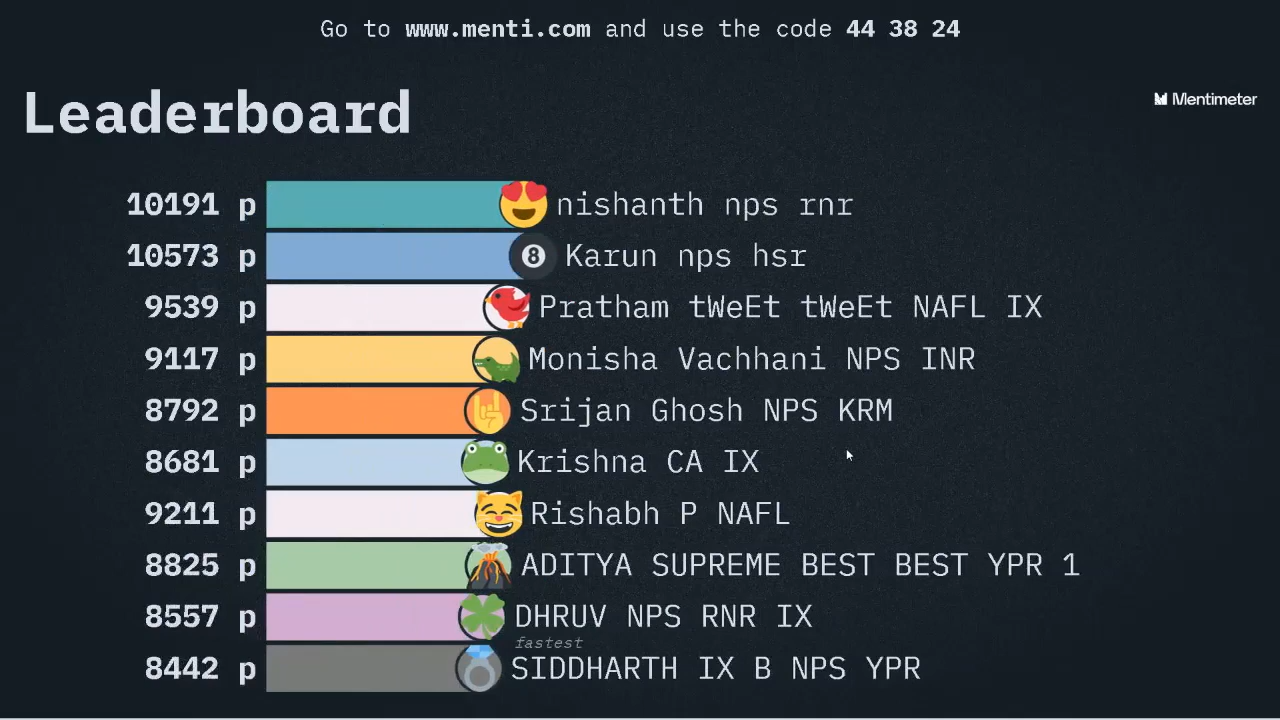 Go to www.menti.com and use the code 44 38 24
Leaderboard
Mentimeter
10191 p nishanth nps rnr
10573 p 8 Karun nps hsr
9539 p Pratham tWeEt tWeEt NAFL IX
9117 p Monisha Vachhani NPS INR
8792 p Srijan Ghosh NPS KRM
8681 p Krishna CA IX
9211 p Rishabh P NAFL
8825 p ADITYA SUPREME BEST BEST YPR 1
8557 p DHRUV NPS RNR IX
fastest
8442 p SIDDHARTH IX B NPS YPR